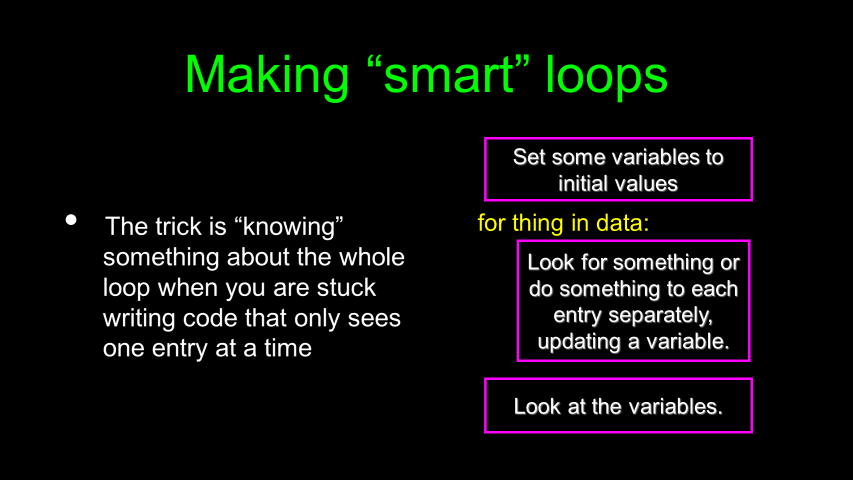 Making “smart” loops
• The trick is “knowing”
something about the whole
loop when you are stuck
writing code that only sees
one entry at a time
Set some variables to
initial values
for thing in data:
Look for something or
do something to each
entry separately,
updating a variable.
Look at the variables.